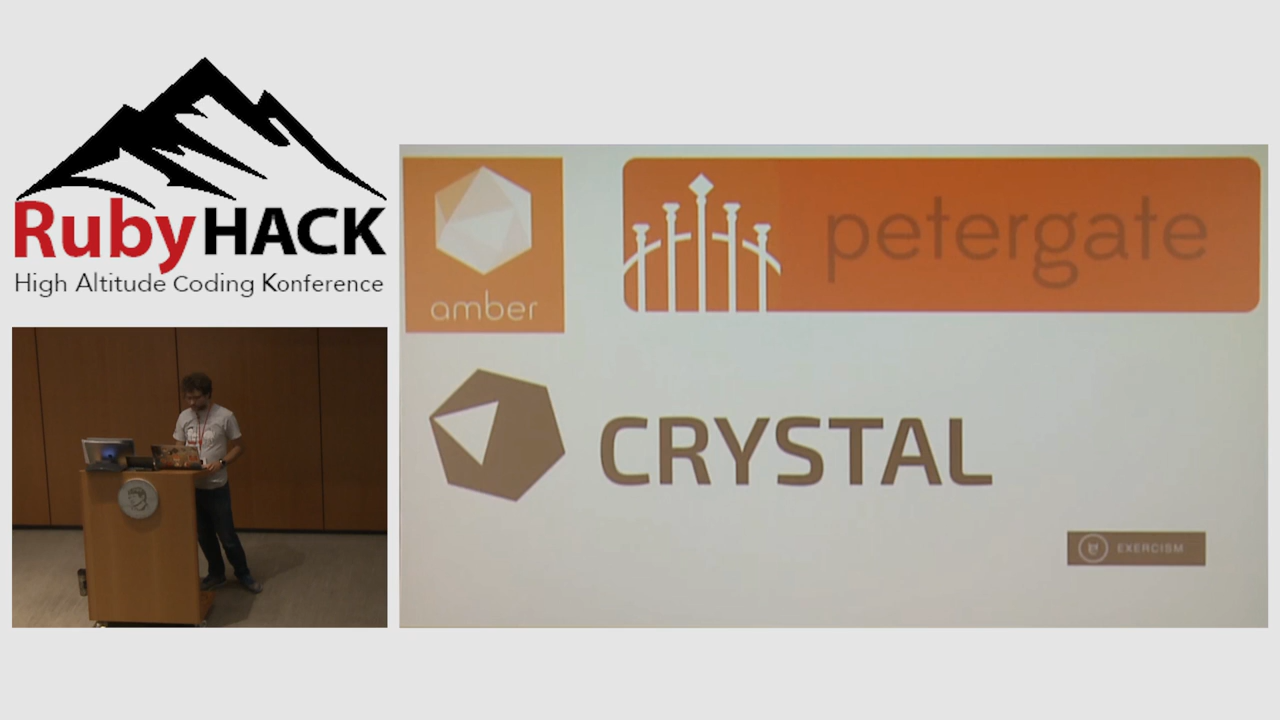 RubyHACK
High Altitude Coding Konference
amber
petergate
CRYSTAL
EXERCISM